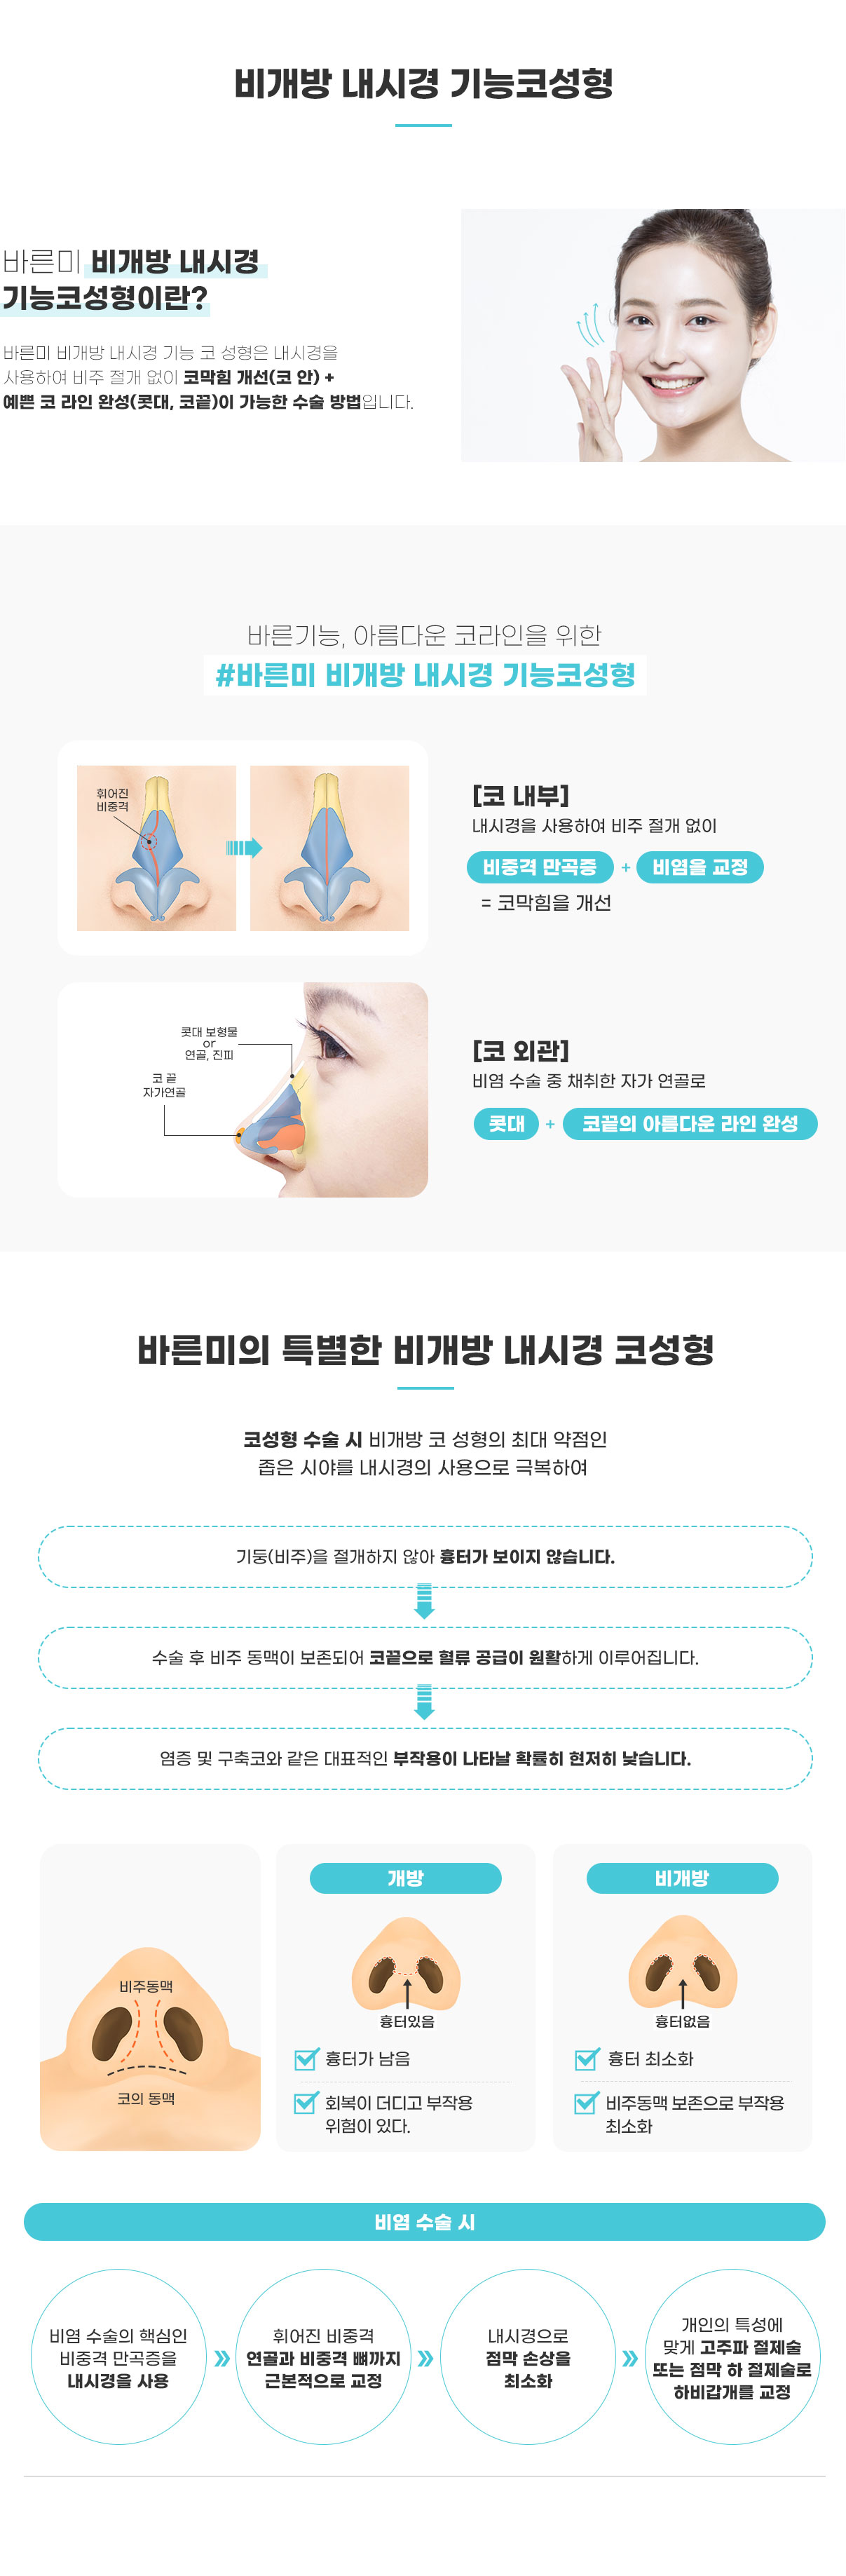 비개방 내시경 기능코성형
바른미 비개방 내시경
기능코성형이란?
바른미 비개방 내시경 기능 코 성형은 내시경을
사용하여 비주 절개 없이 코막힘 개선(코 안) +
예쁜 코 라인 완성(콧대, 코끝)이 가능한 수술 방법입니다.
바른기능, 아름다운 코라인을 위한
#바른미 비개방 내시경 기능코성형
휘어진
비중격
[코 내부]
내시경을 사용하여 비주 절개 없이
비중격 만곡증 + 비염을 교정
= 코막힘을 개선
콧대 보형물
or
연골, 진피
코 끝
자가연골
[코 외관]
비염 수술 중 채취한 자가 연골로
콧대 + 코끝의 아름다운 라인 완성
바른미의 특별한 비개방 내시경 코성형
코성형 수술 시 비개방 코 성형의 최대 약점인
좁은 시야를 내시경의 사용으로 극복하여
기둥(비주)을 절개하지 않아 흉터가 보이지 않습니다.
수술 후 비주 동맥이 보존되어 코끝으로 혈류 공급이 원활하게 이루어집니다.
염증 및 구축코와 같은 대표적인 부작용이 나타날 확률히 현저히 낮습니다.
비주동맥
코의 동맥
개방
흉터있음
흉터가 남음
회복이 더디고 부작용
위험이 있다.
비개방
흉터없음
흉터 최소화
비주동맥 보존으로 부작용
최소화
비염 수술 시
비염 수술의 핵심인
비중격 만곡증을
내시경을 사용
휘어진 비중격
연골과 비중격 뼈까지
근본적으로 교정
내시경으로
점막 손상을
최소화
개인의 특성에
맞게 고주파 절제술
또는 점막 하 절제술로
하비갑개를 교정